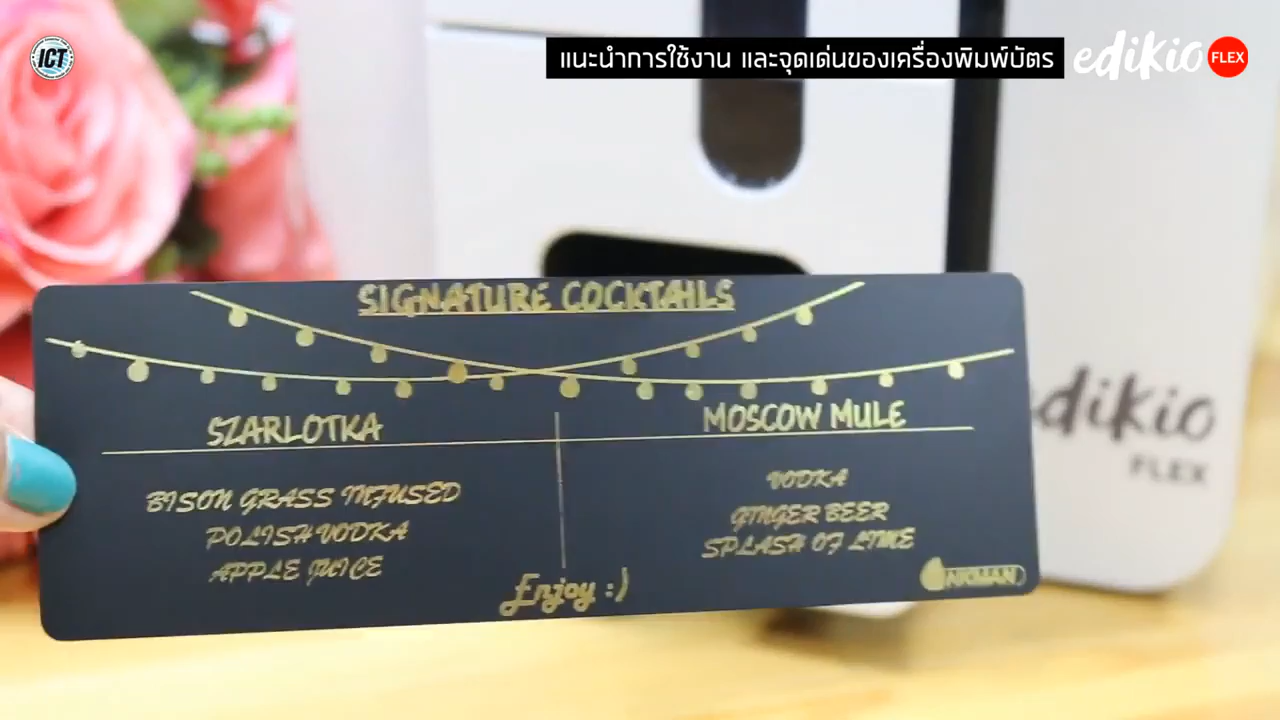 ICT
แนะนำการใช้งาน และจุดเด่นของเครื่องพิมพ์บัตร edikio FLEX
SIGNATURE COCKTAILS
SZARLOTKA
MOSCOW MULE
BISON GRASS INFUSED
POLISH VODKA
APPLE JUICE
VODKA
GINGER BEER
SPLASH OF LIME
Enjoy :)
INKMAN
edikio
FLEX